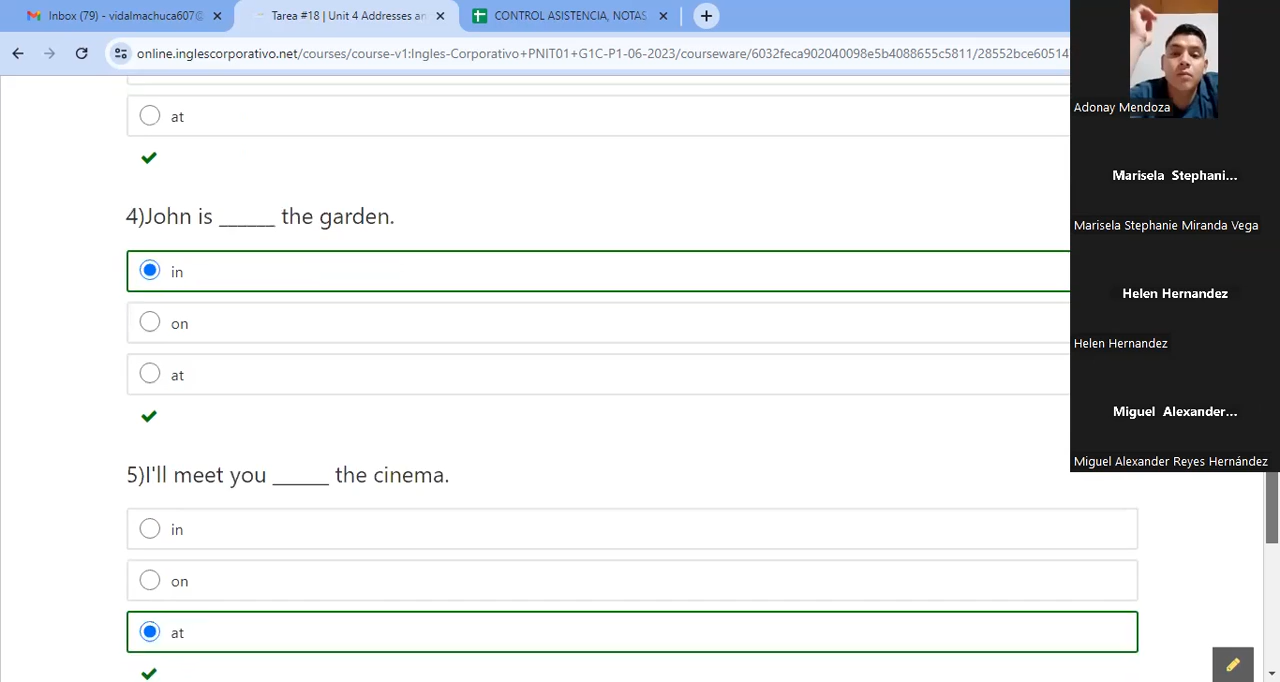 Inbox (79) - vidalmachuca607@
Tarea #18 | Unit 4 Addresses an
CONTROL ASISTENCIA, NOTAS
online.inglescorporativo.net/courses/course-v1:Ingles-Corporativo+PNIT01+G1C-P1-06-2023/courseware/6032feca902040098e5b4088655c5811/28552bce60514
at
4)John is ______ the garden.
in
on
at
5)I'll meet you ______ the cinema.
in
on
at
Adonay Mendoza
Marisela Stephani...
Marisela Stephanie Miranda Vega
Helen Hernandez
Helen Hernandez
Miguel Alexander...
Miguel Alexander Reyes Hernández